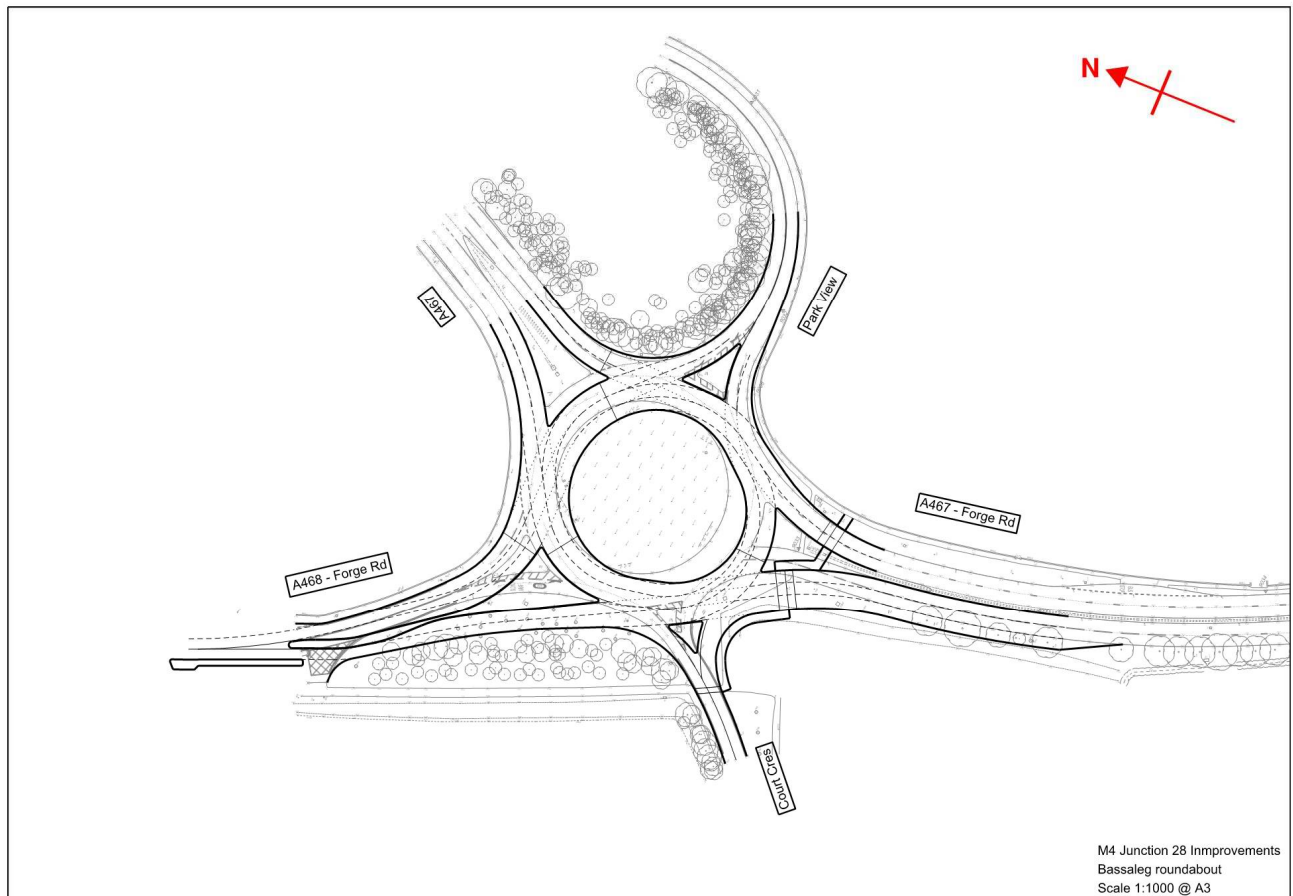 N
A467
Park View
A467 - Forge Rd
A468 - Forge Rd
Court Cres
M4 Junction 28 Inmprovements
Bassaleg roundabout
Scale 1:1000 @ A3